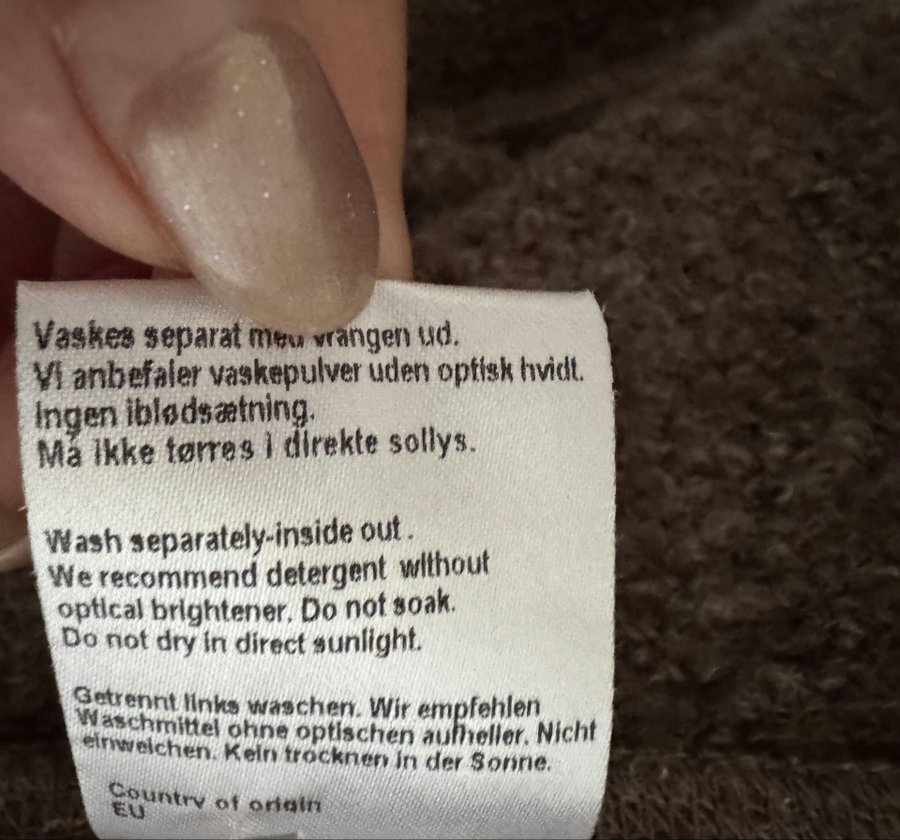 Vaskes separat med vrangen ud.
Vi anbefaler vaskepulver uden optisk hvidt.
Ingen iblødsætning.
Må ikke tørres i direkte sollys.
Wash separately-inside out.
We recommend detergent without
optical brightener. Do not soak.
Do not dry in direct sunlight.
Getrennt links waschen. Wir empfehlen
Waschmittel ohne optischen aufheller. Nicht
einweichen. Kein trocknen in der Sonne.
Country of origin
EU